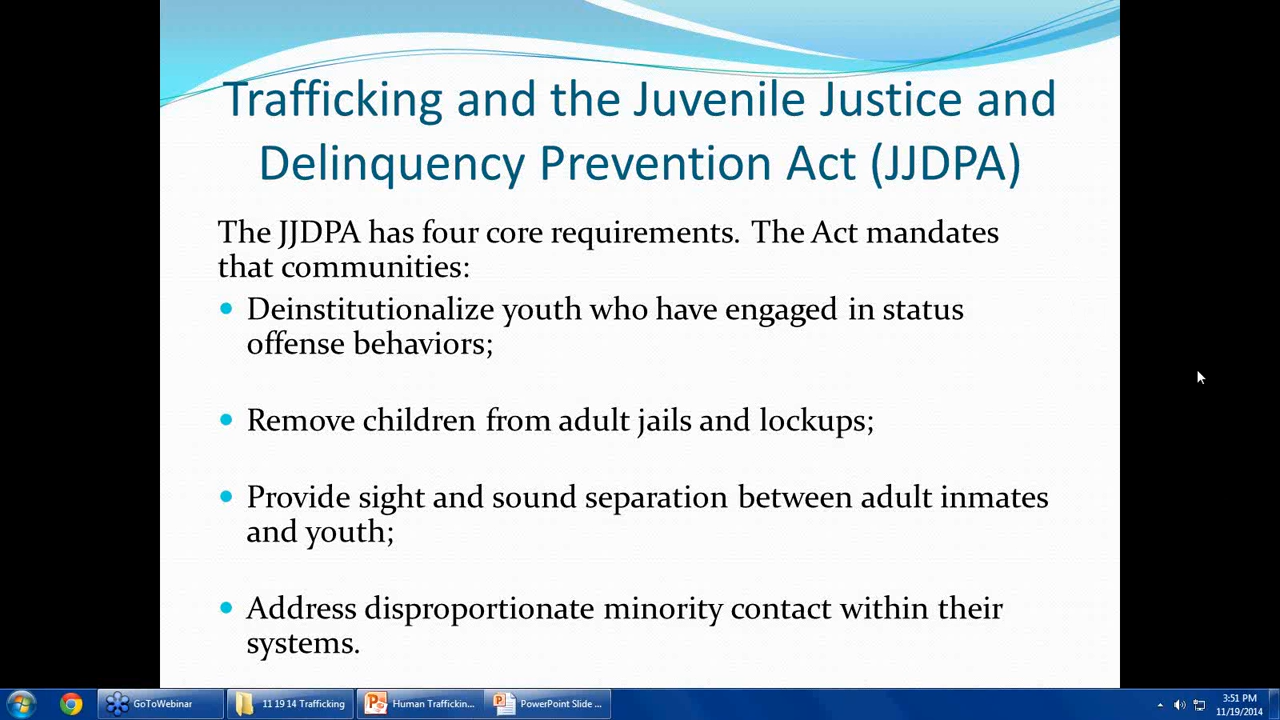 Trafficking and the Juvenile Justice and
Delinquency Prevention Act (JJDPA)
The JJDPA has four core requirements. The Act mandates
that communities:
• Deinstitutionalize youth who have engaged in status
offense behaviors;
• Remove children from adult jails and lockups;
• Provide sight and sound separation between adult inmates
and youth;
• Address disproportionate minority contact within their
systems.
GoToWebinar
11 19 14 Trafficking
Human Traffickin...
PowerPoint Slide ...
3:51 PM
11/19/2014